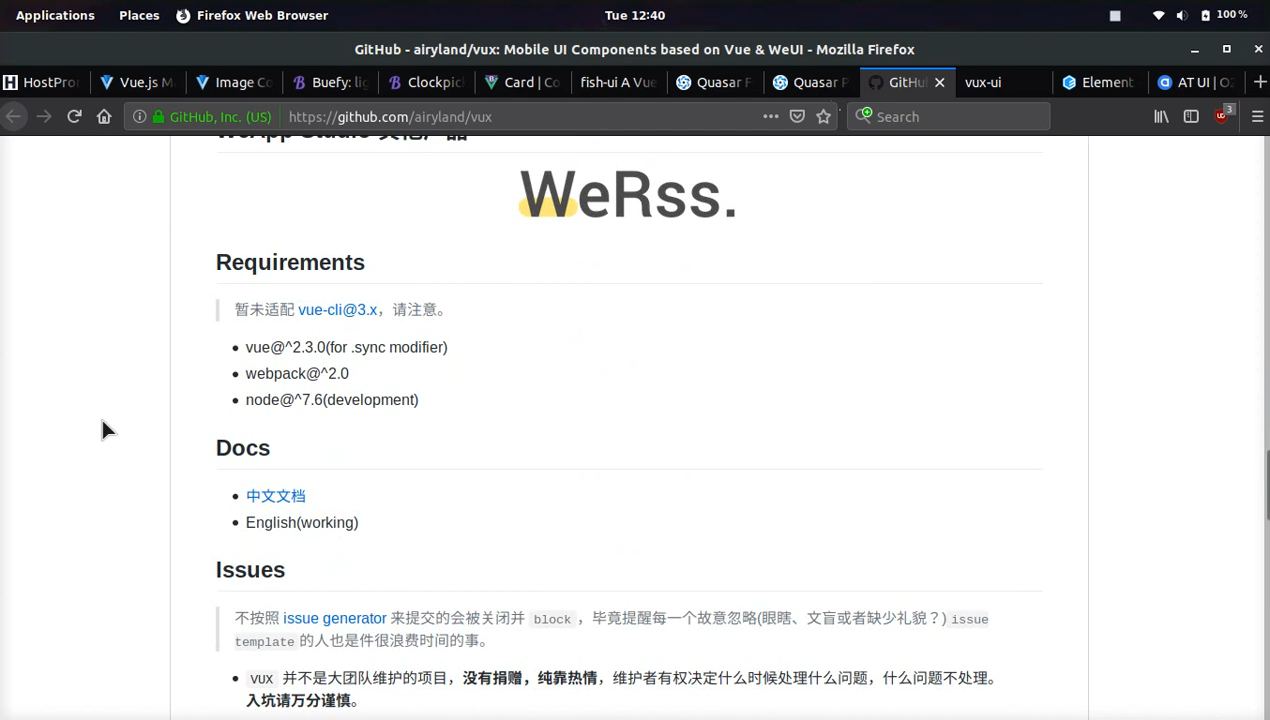 Applications Places Firefox Web Browser Tue 12:40 100%
GitHub - airyland/vux: Mobile UI Components based on Vue & WeUI - Mozilla Firefox
HostPro Vue.js M Image Co Buefy: li Clockpic Card | Co fish-ui A Vue Quasar F Quasar F GitHu vux-ui Element AT UI | O2
GitHub, Inc. (US) https://github.com/airyland/vux Search 3
WeApp Studio 其他产品
WeRss.
Requirements
暂未适配 vue-cli@3.x，请注意。
vue@^2.3.0(for .sync modifier)
webpack@^2.0
node@^7.6(development)
Docs
中文文档
English(working)
Issues
不按照 issue generator 来提交的会被关闭并 block ，毕竟提醒每一个故意忽略(眼瞎、文盲或者缺少礼貌？) issue
template 的人也是件很浪费时间的事。
VUX 并不是大团队维护的项目，没有捐赠，纯靠热情，维护者有权决定什么时候处理什么问题，什么问题不处理。
入坑请万分谨慎。